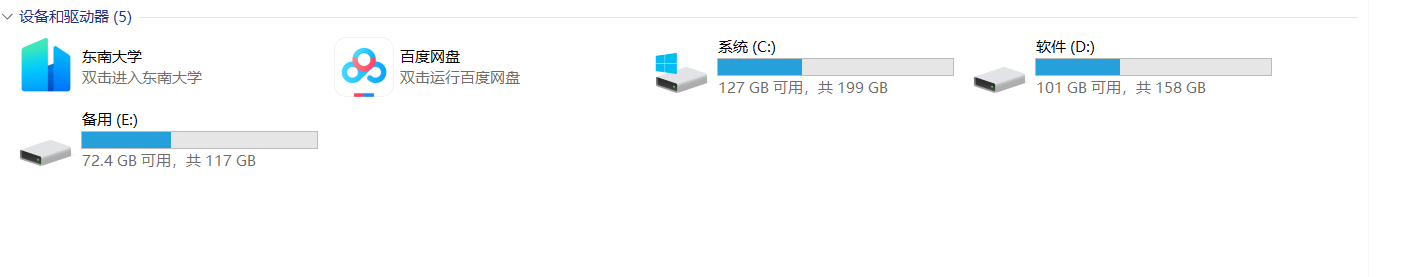 设备和驱动器 (5)
东南大学
双击进入东南大学
百度网盘
双击运行百度网盘
系统 (C:)
127 GB 可用，共 199 GB
软件 (D:)
101 GB 可用，共 158 GB
备用 (E:)
72.4 GB 可用，共 117 GB